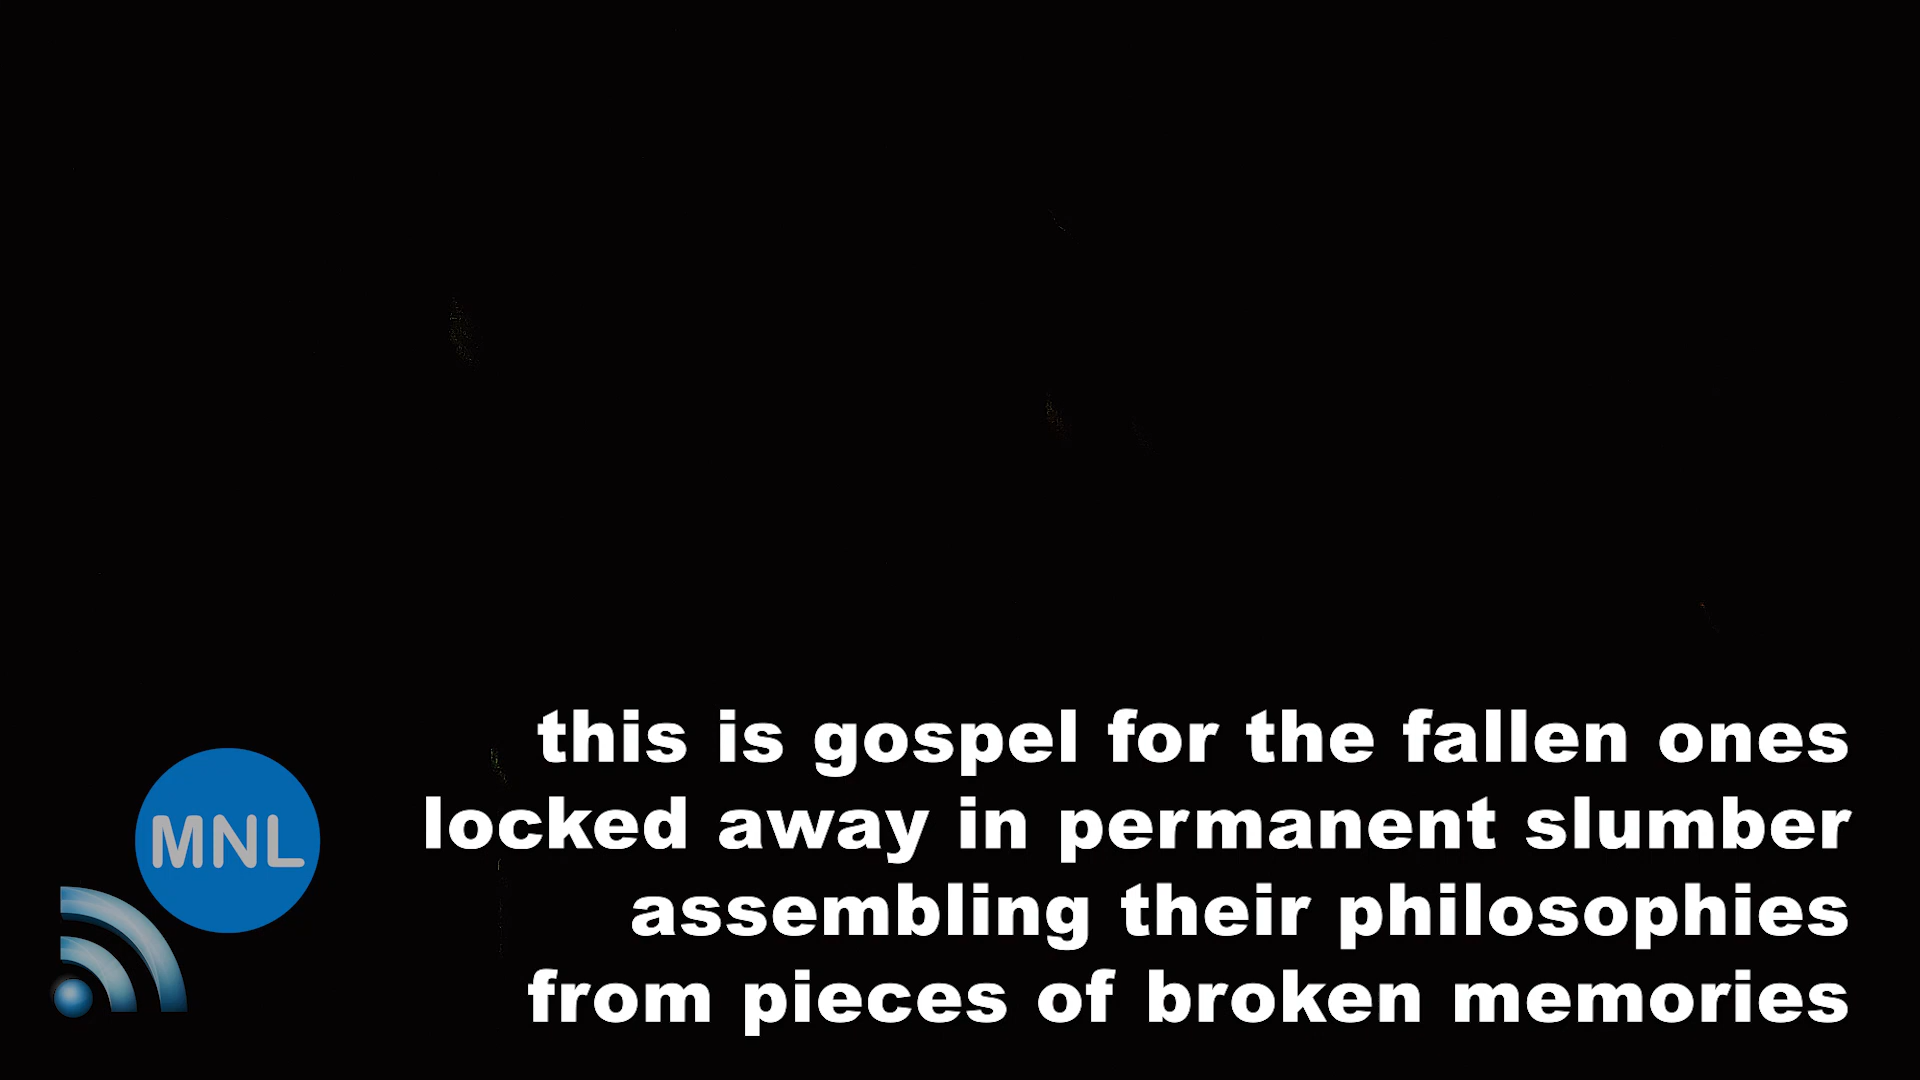 this is gospel for the fallen ones
locked away in permanent slumber
assembling their philosophies
from pieces of broken memories
MNL